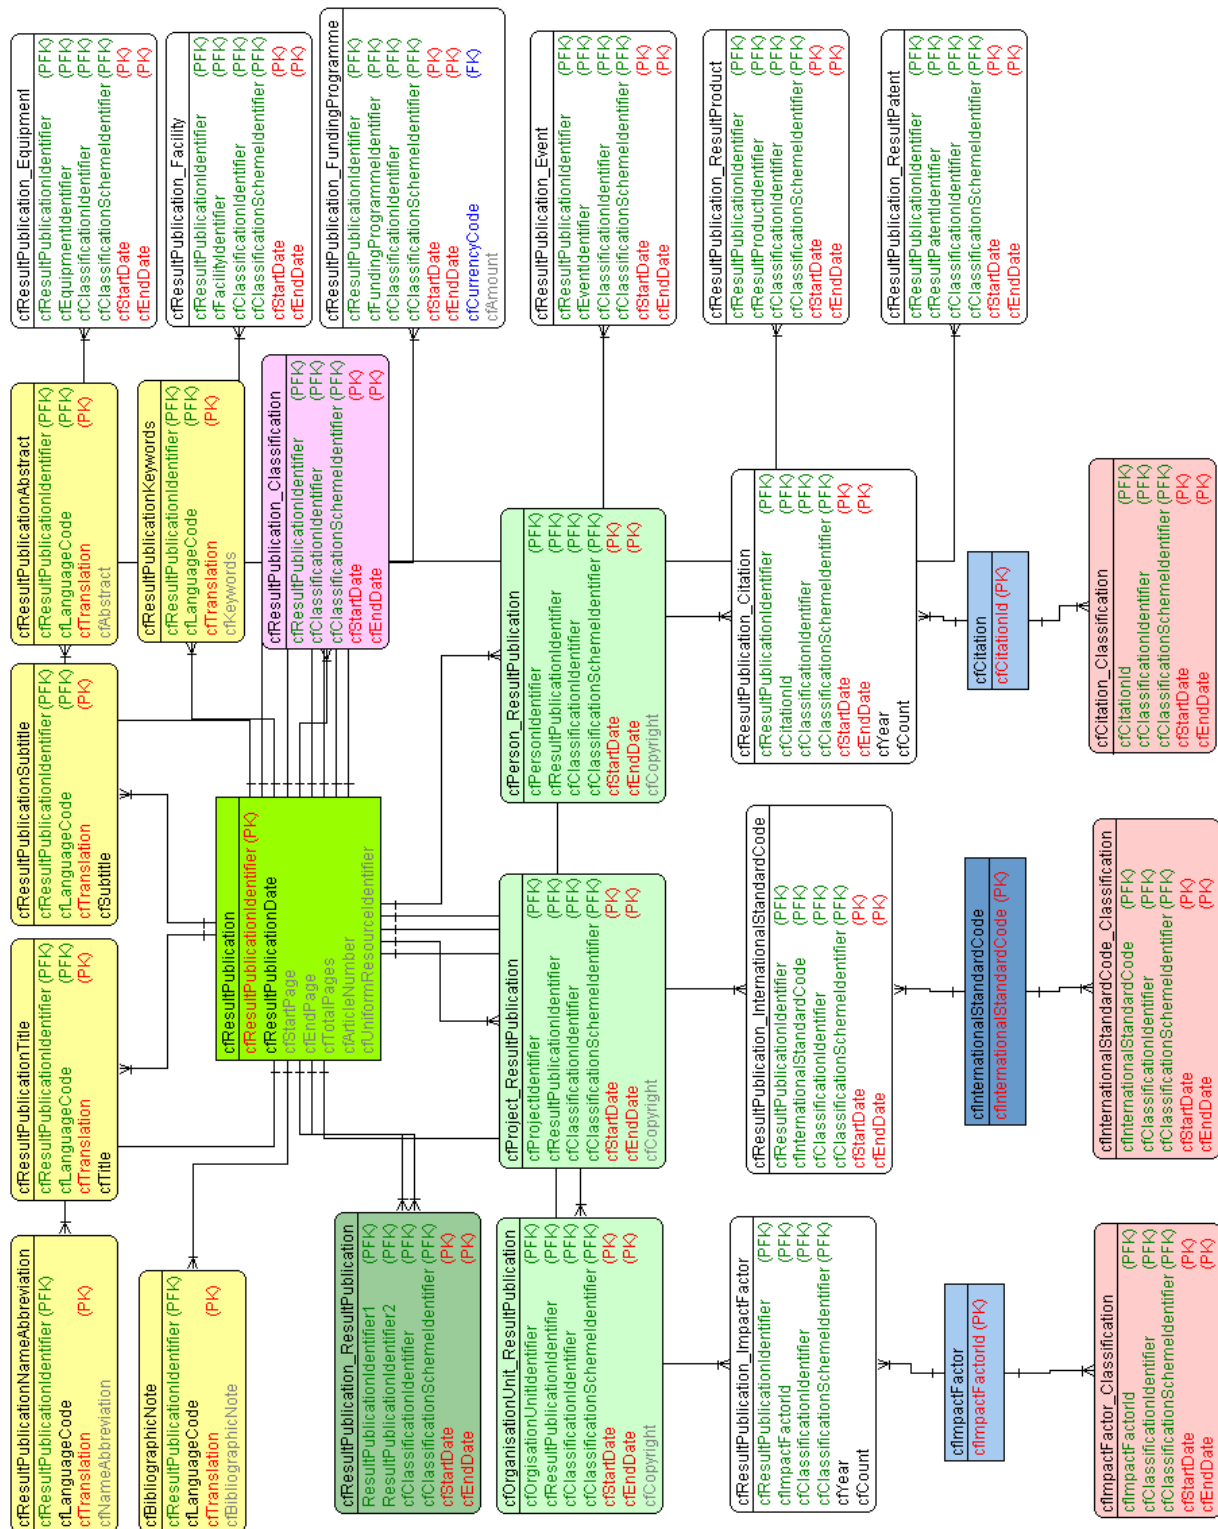 cfResultPublicationNameAbbreviation
cfResultPublicationIdentifier (PFK)
cfLanguageCode
cfTranslation (PK)
cfNameAbbreviation
cfResultPublicationTitle
cfResultPublicationIdentifier (PFK)
cfLanguageCode (PFK)
cfTranslation (PK)
cfTitle
cfResultPublicationSubtitle
cfResultPublicationIdentifier (PFK)
cfLanguageCode (PFK)
cfTranslation (PK)
cfSubtitle
cfResultPublicationAbstract
cfResultPublicationIdentifier (PFK)
cfLanguageCode (PFK)
cfTranslation (PK)
cfAbstract
cfResultPublication_Equipment
cfResultPublicationIdentifier (PFK)
cfEquipmentIdentifier (PFK)
cfClassificationIdentifier (PFK)
cfClassificationSchemeIdentifier (PFK)
cfStartDate (PK)
cfEndDate (PK)
cfBibliographicNote
cfResultPublicationIdentifier (PFK)
cfLanguageCode
cfTranslation (PK)
cfBibliographicNote
cfResultPublicationKeywords
cfResultPublicationIdentifier (PFK)
cfLanguageCode (PFK)
cfTranslation (PK)
cfKeywords
cfResultPublication_Facility
cfResultPublicationIdentifier (PFK)
cfFacilityIdentifier (PFK)
cfClassificationIdentifier (PFK)
cfClassificationSchemeIdentifier (PFK)
cfStartDate (PK)
cfEndDate (PK)
cfResultPublication
cfResultPublicationIdentifier (PK)
cfResultPublicationDate
cfStartPage
cfEndPage
cfTotalPages
cfArticleNumber
cfUniformResourceIdentifier
cfResultPublication_Classification
cfResultPublicationIdentifier (PFK)
cfClassificationIdentifier (PFK)
cfClassificationSchemeIdentifier (PFK)
cfStartDate (PK)
cfEndDate (PK)
cfResultPublication_FundingProgramme
cfResultPublicationIdentifier (PFK)
cfFundingProgrammeIdentifier (PFK)
cfClassificationIdentifier (PFK)
cfClassificationSchemeIdentifier (PFK)
cfStartDate (PK)
cfEndDate (PK)
cfCurrencyCode (FK)
cfAmount
cfResultPublication_ResultPublication
ResultPublicationIdentifier1 (PFK)
ResultPublicationIdentifier2 (PFK)
cfClassificationIdentifier (PFK)
cfClassificationSchemeIdentifier (PFK)
cfStartDate (PK)
cfEndDate (PK)
cfOrganisationUnit_ResultPublication
cfOrgisationUnitIdentifier (PFK)
cfResultPublicationIdentifier (PFK)
cfClassificationIdentifier (PFK)
cfClassificationSchemeIdentifier (PFK)
cfStartDate (PK)
cfEndDate (PK)
cfCopyright
cfProject_ResultPublication
cfProjectIdentifier (PFK)
cfResultPublicationIdentifier (PFK)
cfClassificationIdentifier (PFK)
cfClassificationSchemeIdentifier (PFK)
cfStartDate (PK)
cfEndDate (PK)
cfCopyright
cfPerson_ResultPublication
cfPersonIdentifier (PFK)
cfResultPublicationIdentifier (PFK)
cfClassificationIdentifier (PFK)
cfClassificationSchemeIdentifier (PFK)
cfStartDate (PK)
cfEndDate (PK)
cfCopyright
cfResultPublication_Event
cfResultPublicationIdentifier (PFK)
cfEventIdentifier (PFK)
cfClassificationIdentifier (PFK)
cfClassificationSchemeIdentifier (PFK)
cfStartDate (PK)
cfEndDate (PK)
cfResultPublication_ImpactFactor
cfResultPublicationIdentifier (PFK)
cfImpactFactorId (PFK)
cfClassificationIdentifier (PFK)
cfClassificationSchemeIdentifier (PFK)
cfYear
cfCount
cfResultPublication_InternationalStandardCode
cfResultPublicationIdentifier (PFK)
cfInternationalStandardCode (PFK)
cfClassificationIdentifier (PFK)
cfClassificationSchemeIdentifier (PFK)
cfStartDate (PK)
cfEndDate (PK)
cfResultPublication_Citation
cfResultPublicationIdentifier (PFK)
cfCitationId (PFK)
cfClassificationIdentifier (PFK)
cfClassificationSchemeIdentifier (PFK)
cfStartDate (PK)
cfEndDate (PK)
cfYear
cfCount
cfResultPublication_ResultProduct
cfResultPublicationIdentifier (PFK)
cfResultProductIdentifier (PFK)
cfClassificationIdentifier (PFK)
cfClassificationSchemeIdentifier (PFK)
cfStartDate (PK)
cfEndDate (PK)
cfResultPublication_ResultPatent
cfResultPublicationIdentifier (PFK)
cfResultPatentIdentifier (PFK)
cfClassificationIdentifier (PFK)
cfClassificationSchemeIdentifier (PFK)
cfStartDate (PK)
cfEndDate (PK)
cfImpactFactor
cfImpactFactorId (PK)
cfInternationalStandardCode
cfInternationalStandardCode (PK)
cfCitation
cfCitationId (PK)
cfImpactFactor_Classification
cfImpactFactorId (PFK)
cfClassificationIdentifier (PFK)
cfClassificationSchemeIdentifier (PFK)
cfStartDate (PK)
cfEndDate (PK)
cfInternationalStandardCode_Classification
cfInternationalStandardCode (PFK)
cfClassificationIdentifier (PFK)
cfClassificationSchemeIdentifier (PFK)
cfStartDate (PK)
cfEndDate (PK)
cfCitation_Classification
cfCitationId (PFK)
cfClassificationIdentifier (PFK)
cfClassificationSchemeIdentifier (PFK)
cfStartDate (PK)
cfEndDate (PK)